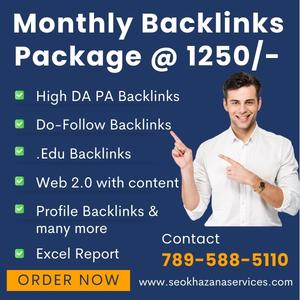 Monthly Backlinks
Package @ 1250/-
High DA PA Backlinks
Do-Follow Backlinks
.Edu Backlinks
Web 2.0 with content
Profile Backlinks &
many more
Excel Report
Contact
789-588-5110
ORDER NOW
www.seokhazanaservices.com